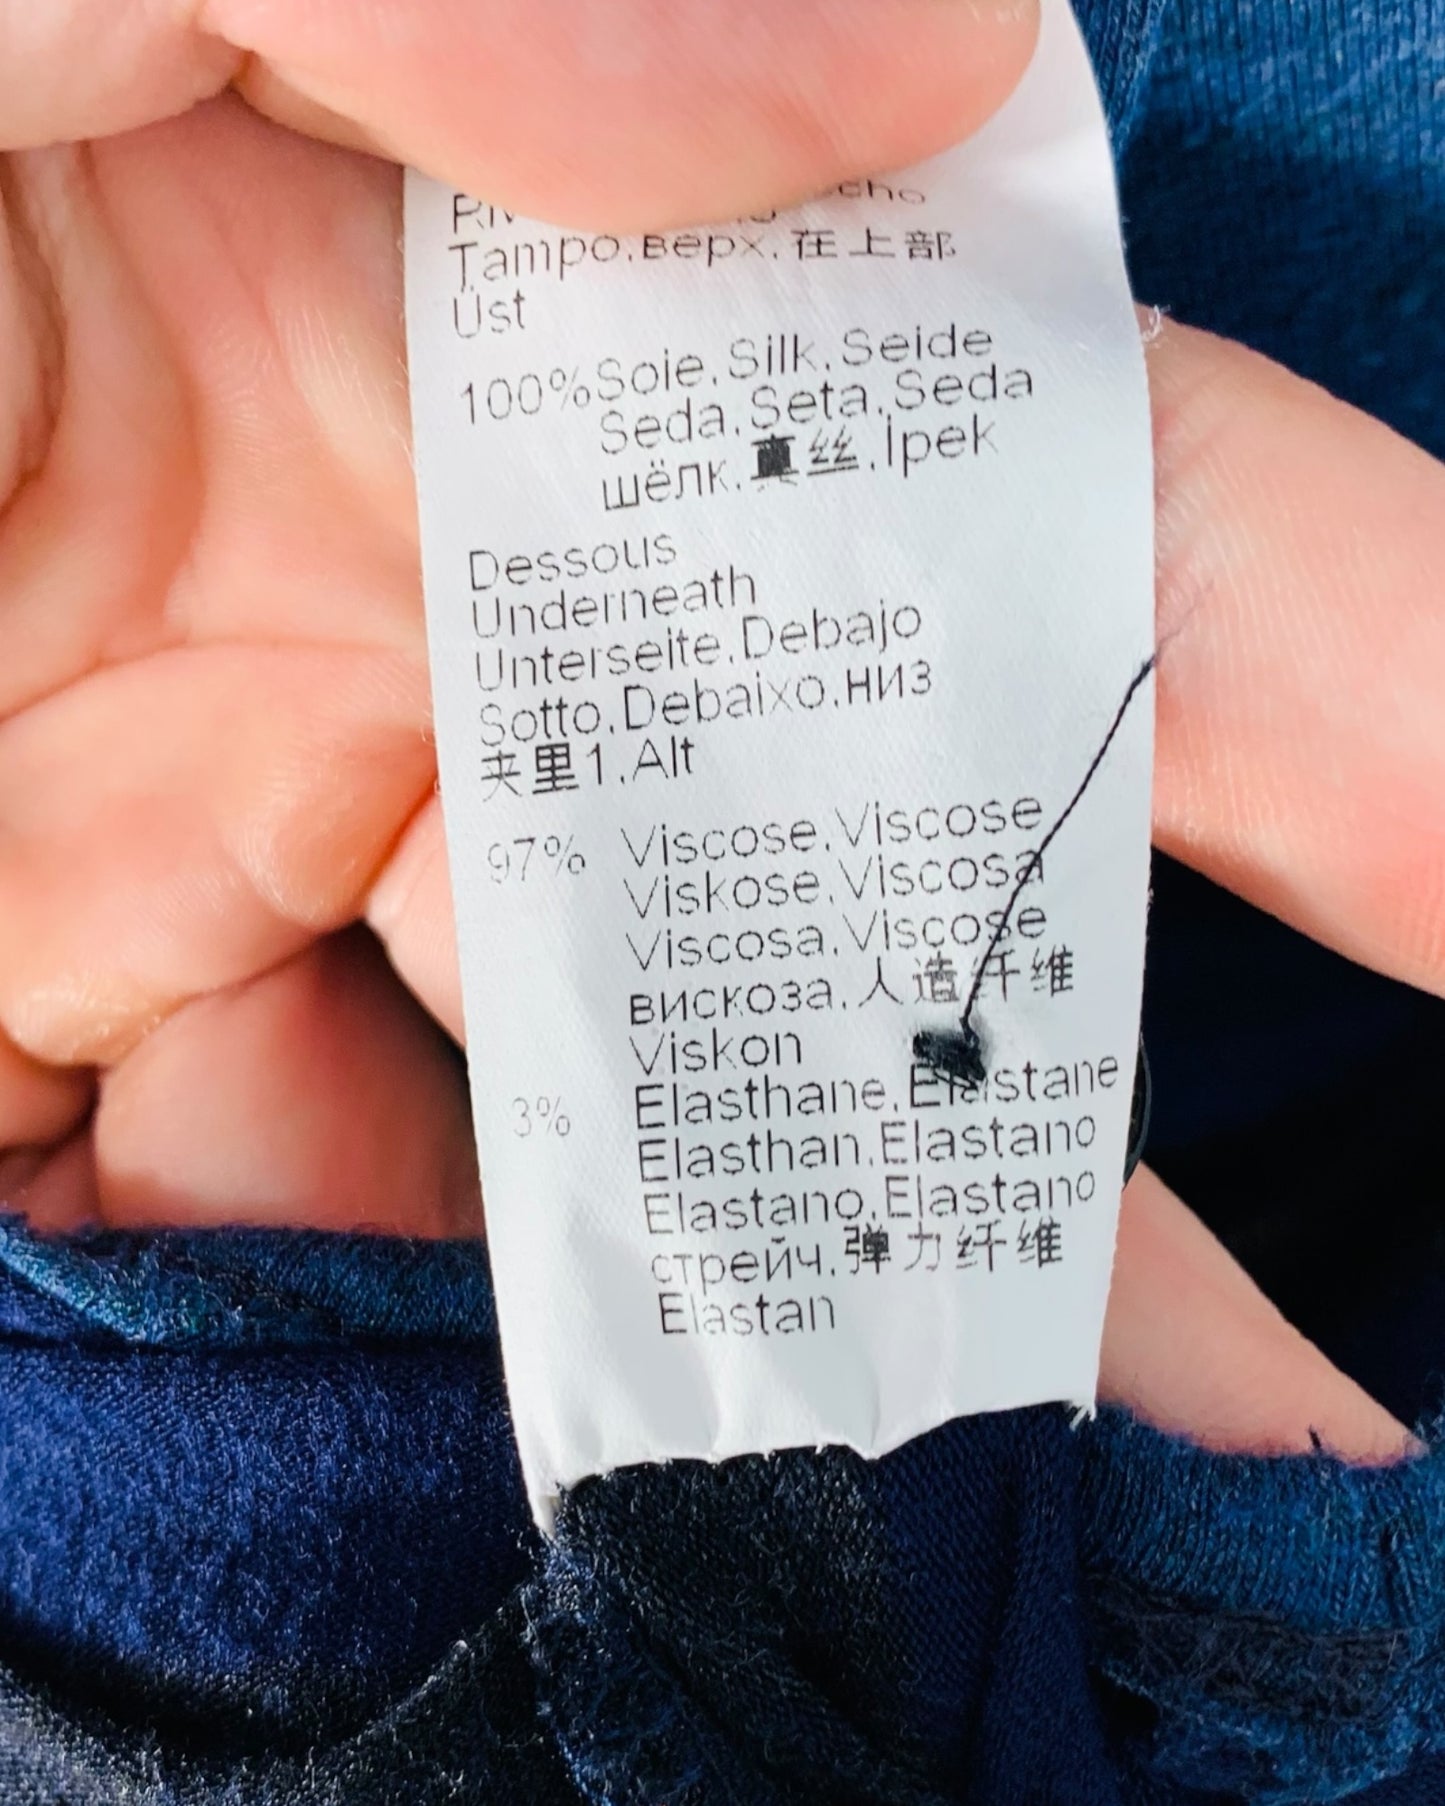 Tampo.верх.在上部
Üst
100%Soie.Silk.Seide
Seda.Seta.Seda
шёлк.真丝.İpek
Dessous
Underneath
Unterseite.Debajo
Sotto.Debaixo.низ
夹里1.Alt
97% Viscose.Viscose
Viskose.Viscosa
Viscosa.Viscose
вискоза.人造纤维
Viskon
3% Elasthane.Elastane
Elasthan.Elastano
Elastano.Elastano
стрейч.弹力纤维
Elastan